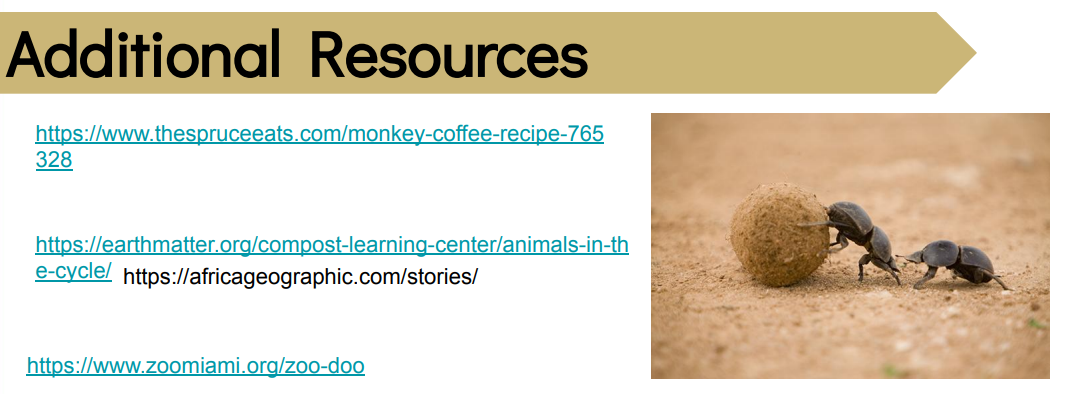 Additional Resources
https://www.thespruceeats.com/monkey-coffee-recipe-765
328
https://earthmatter.org/compost-learning-center/animals-in-th
e-cycle/ https://africageographic.com/stories/
https://www.zoomiami.org/zoo-doo